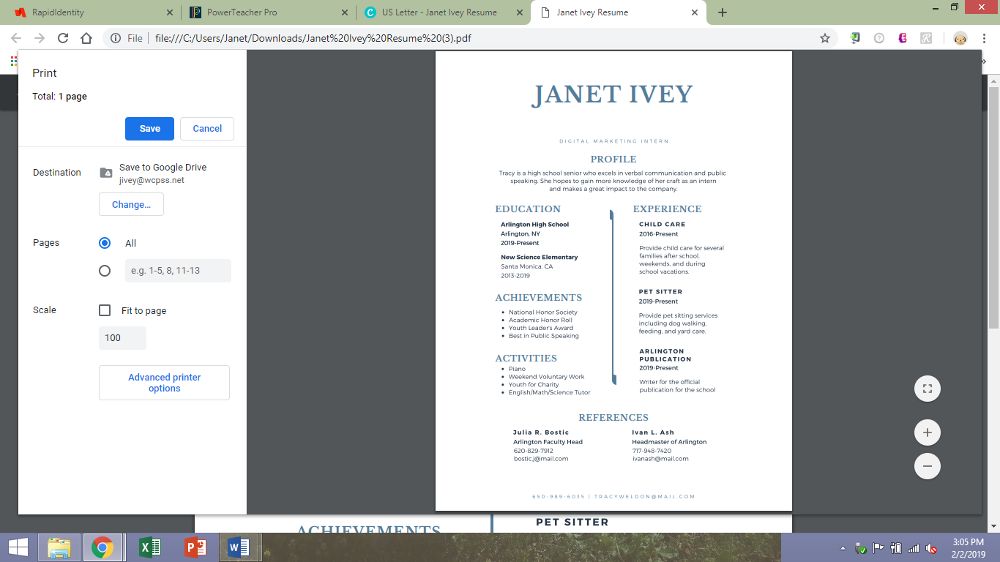 RapidIdentity
PowerTeacher Pro
US Letter - Janet Ivey Resume
Janet Ivey Resume
File
file:///C:/Users/Janet/Downloads/Janet%20Ivey%20Resume%20(3).pdf
Print
Total: 1 page
Save
Cancel
Destination
Save to Google Drive
jivey@wcpss.net
Change...
Pages
All
e.g. 1-5, 8, 11-13
Scale
Fit to page
100
Advanced printer
options
JANET IVEY
DIGITAL MARKETING INTERN
PROFILE
Tracy is a high school senior who excels in verbal communication and public
speaking. She hopes to gain more knowledge of her craft as an intern
and makes a great impact to the company.
EDUCATION
Arlington High School
Arlington, NY
2019-Present
New Science Elementary
Santa Monica. CA
2013-2019
ACHIEVEMENTS
National Honor Society
Academic Honor Roll
Youth Leader's Award
Best in Public Speaking
ACTIVITIES
Piano
Weekend Voluntary Work
Youth for Charity
English/Math/Science Tutor
EXPERIENCE
CHILD CARE
2016-Present
Provide child care for several
families after school,
weekends, and during
school vacations.
PET SITTER
2019-Present
Provide pet sitting services
including dog walking,
feeding, and yard care.
ARLINGTON
PUBLICATION
2019-Present
Writer for the official
publication for the school
REFERENCES
Julia R. Bostic
Arlington Faculty Head
620-829-7912
bostic.j@mail.com
Ivan L. Ash
Headmaster of Arlington
717-948-7420
ivanash@mail.com
650-989-6035 | TRACYWELDON@MAIL.COM
ACHIEVEMENTS
PET SITTER
3:05 PM
2/2/2019